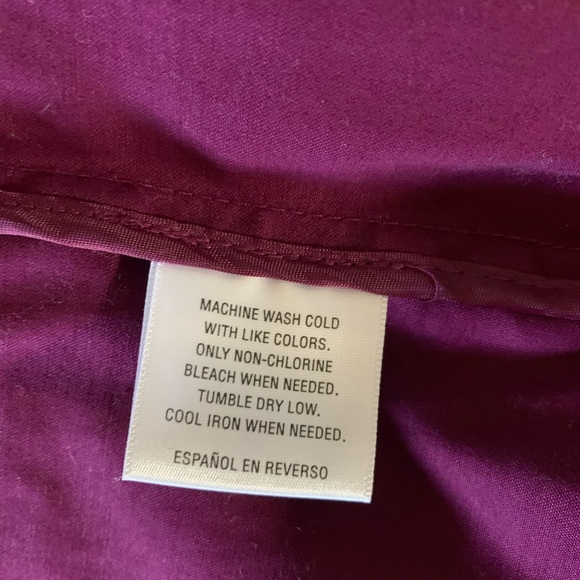 MACHINE WASH COLD
WITH LIKE COLORS.
ONLY NON-CHLORINE
BLEACH WHEN NEEDED.
TUMBLE DRY LOW.
COOL IRON WHEN NEEDED.
ESPAÑOL EN REVERSO